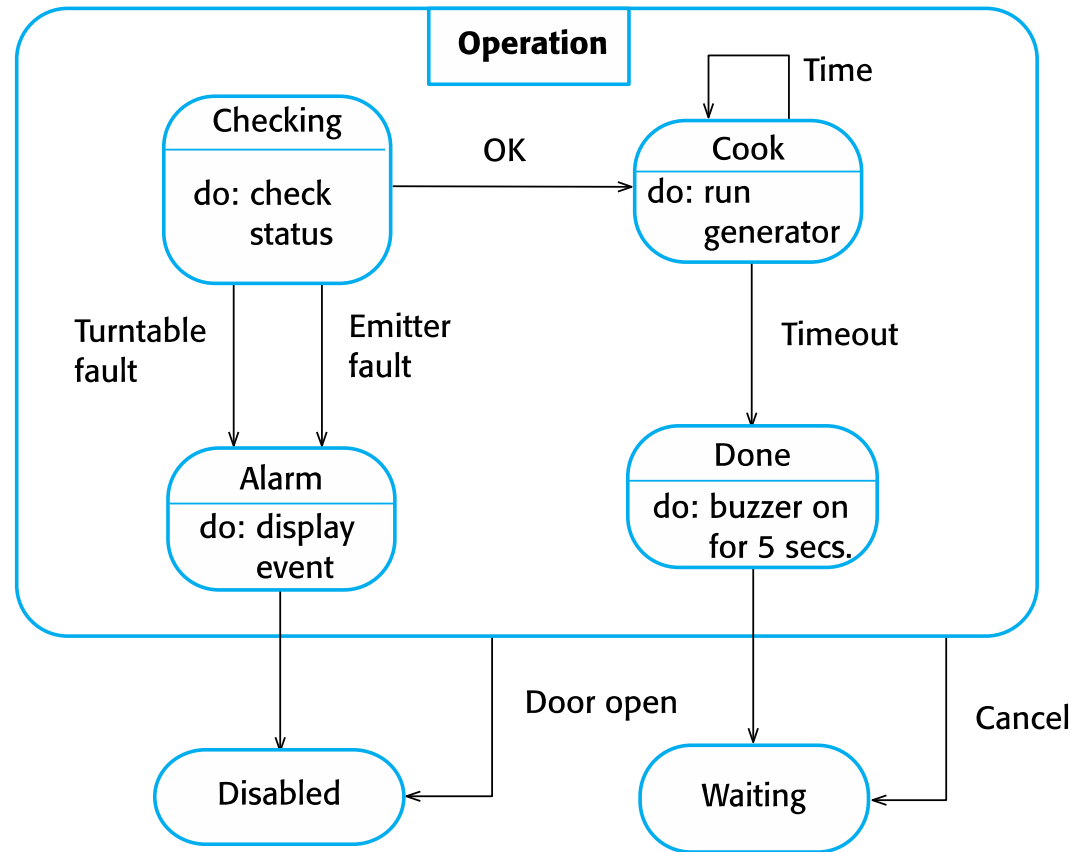 Operation
Time
Checking
OK
Cook
do: check
status
do: run
generator
Turntable
fault
Emitter
fault
Timeout
Alarm
do: display
event
Done
do: buzzer on
for 5 secs.
Door open
Cancel
Disabled
Waiting